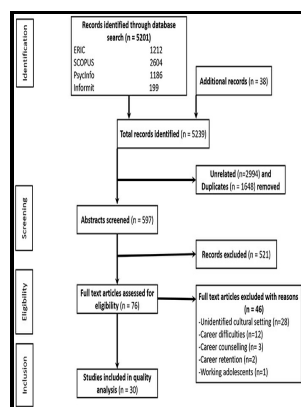 Identification
Records identified through database
search (n = 5201)
ERIC 1212
SCOPUS 2604
PsycInfo 1186
Informit 199
Additional records (n = 38)
Total records identified (n = 5239)
Unrelated (n=2994) and
Duplicates (n = 1648) removed
Screening
Abstracts screened (n = 597)
Records excluded (n = 521)
Eligibility
Full text articles assessed for
eligibility (n = 76)
Full text articles excluded with reasons
(n = 46)
-Unidentified cultural setting (n=28)
-Career difficulties(n=12)
-Career counselling (n= 3)
-Career retention (n=2)
-Working adolescents (n=1)
Inclusion
Studies included in quality
analysis (n = 30)